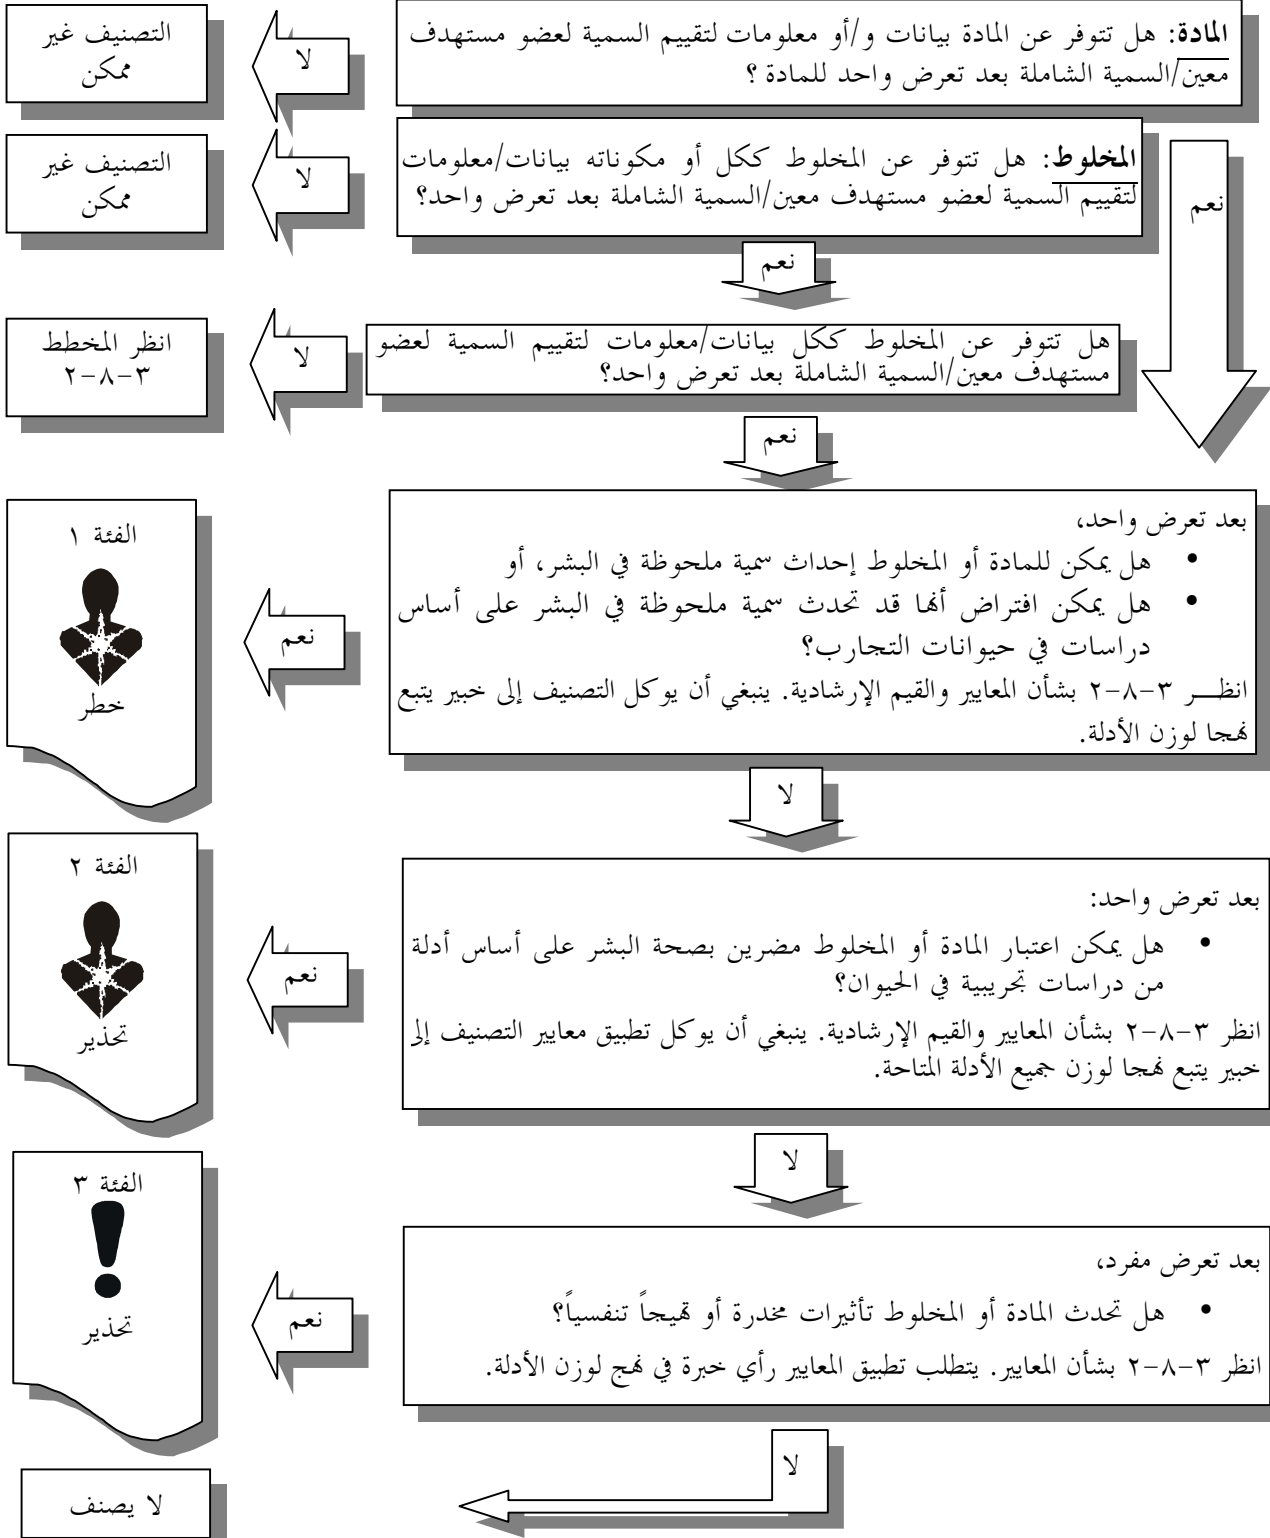 المادة: هل تتوفر عن المادة بيانات و/أو معلومات لتقييم السمية لعضو مستهدف
معين/السمية الشاملة بعد تعرض واحد للمادة ؟
لا
التصنيف غير
ممكن
المخلوط: هل تتوفر عن المخلوط ككل أو مكوناته بيانات/معلومات
لتقييم السمية لعضو مستهدف معين/السمية الشاملة بعد تعرض واحد؟
لا
التصنيف غير
ممكن
نعم
نعم
هل تتوفر عن المخلوط ككل بيانات/معلومات لتقييم السمية لعضو
مستهدف معين/السمية الشاملة بعد تعرض واحد؟
لا
انظر المخطط
٣-٨-٢
نعم
بعد تعرض واحد،
• هل يمكن للمادة أو المخلوط إحداث سمية ملحوظة في البشر، أو
• هل يمكن افتراض أنها قد تحدث سمية ملحوظة في البشر على أساس
دراسات في حيوانات التجارب؟
انظـــر ٣-٨-٢ بشأن المعايير والقيم الإرشادية. ينبغي أن يوكل التصنيف إلى خبير يتبع
نهجا لوزن الأدلة.
نعم
الفئة ١
خطر
لا
بعد تعرض واحد:
• هل يمكن اعتبار المادة أو المخلوط مضرين بصحة البشر على أساس أدلة
من دراسات تجريبية في الحيوان؟
انظر ٣-٨-٢ بشأن المعايير والقيم الإرشادية. ينبغي أن يوكل تطبيق معايير التصنيف إلى
خبير يتبع نهجا لوزن جميع الأدلة المتاحة.
نعم
الفئة ٢
تحذير
لا
بعد تعرض مفرد،
• هل تحدث المادة أو المخلوط تأثيرات مخدرة أو تهيجاً تنفسياً؟
انظر ٣-٨-٢ بشأن المعايير. يتطلب تطبيق المعايير رأي خبرة في نهج لوزن الأدلة.
نعم
الفئة ٣
تحذير
لا
لا يصنف